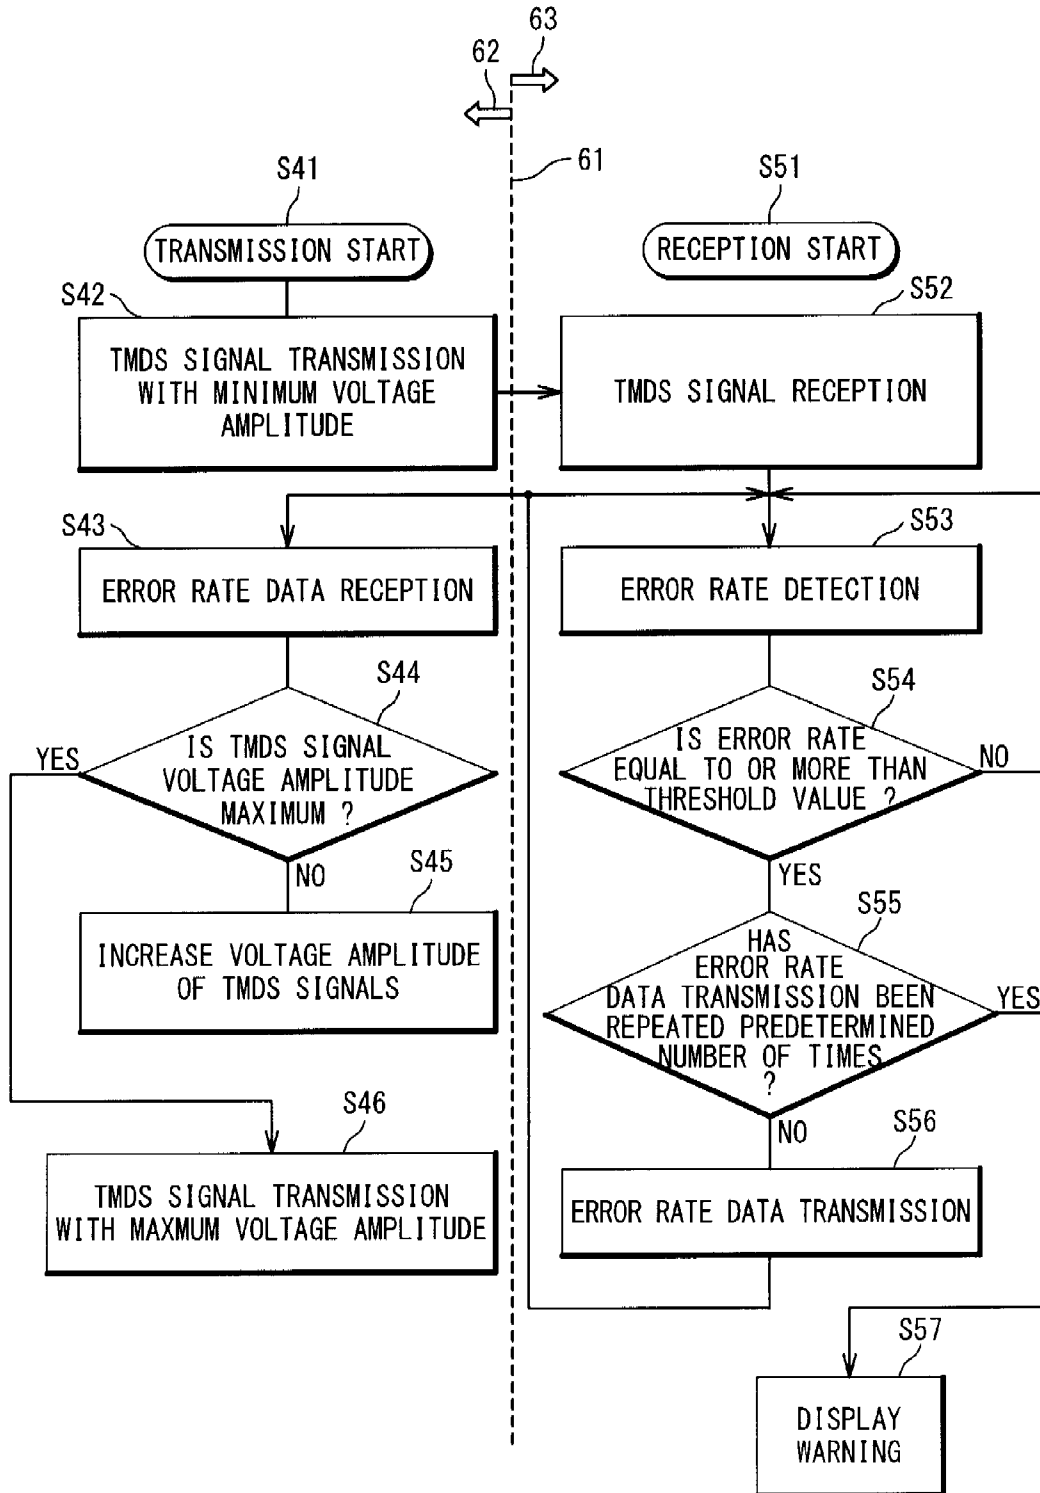 63
62
61
S41
TRANSMISSION START
S42
TMDS SIGNAL TRANSMISSION
WITH MINIMUM VOLTAGE
AMPLITUDE
S43
ERROR RATE DATA RECEPTION
S44
IS TMDS SIGNAL
VOLTAGE AMPLITUDE
MAXIMUM ?
YES
NO
S45
INCREASE VOLTAGE AMPLITUDE
OF TMDS SIGNALS
S46
TMDS SIGNAL TRANSMISSION
WITH MAXMUM VOLTAGE AMPLITUDE
S51
RECEPTION START
S52
TMDS SIGNAL RECEPTION
S53
ERROR RATE DETECTION
S54
IS ERROR RATE
EQUAL TO OR MORE THAN
THRESHOLD VALUE ?
NO
YES
S55
HAS
ERROR RATE
DATA TRANSMISSION BEEN
REPEATED PREDETERMINED
NUMBER OF TIMES
?
YES
NO
S56
ERROR RATE DATA TRANSMISSION
S57
DISPLAY
WARNING